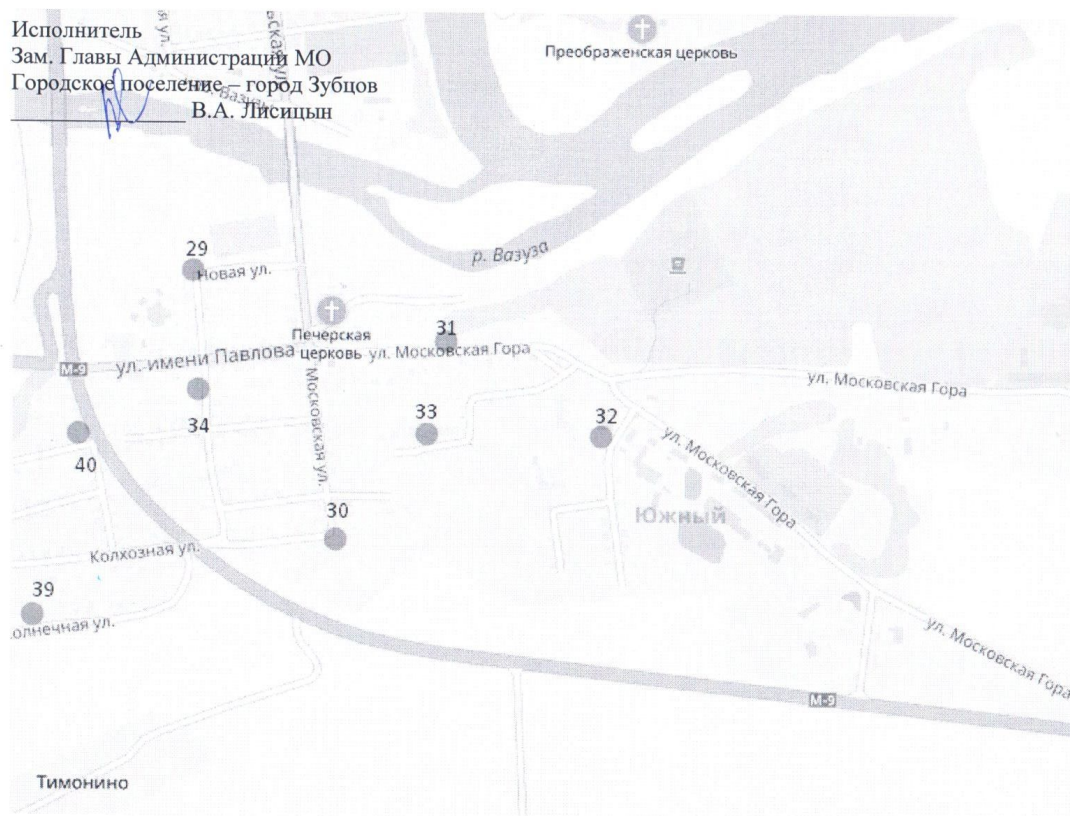 Исполнитель
Зам. Главы Администрации МО
Городское поселение – город Зубцов
В.А. Лисицын
Преображенская церковь
р. Вазуза
29
Новая ул.
31
Печерская
церковь
ул. имени Павлова
ул. Московская Гора
М-9
ул. Московская Гора
34
33
32
Московская ул.
40
ул. Московская Гора
Южный
30
Колхозная ул.
39
олнечная ул.
ул. Московская Гора
М-9
Тимонино